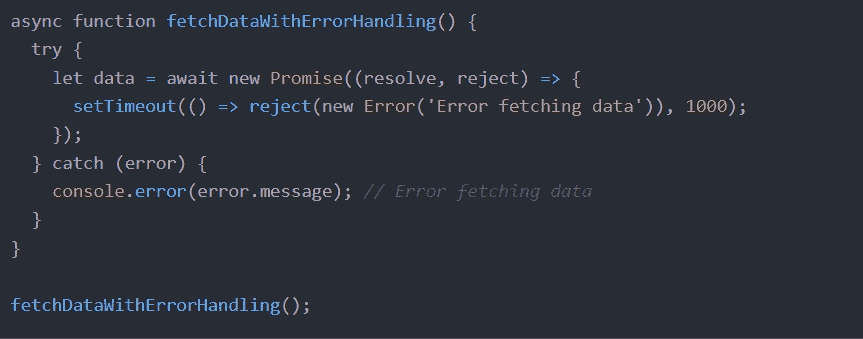 async function fetchDataWithErrorHandling() {
  try {
    let data = await new Promise((resolve, reject) => {
      setTimeout(() => reject(new Error('Error fetching data')), 1000);
    });
  } catch (error) {
    console.error(error.message); // Error fetching data
  }
}

fetchDataWithErrorHandling();